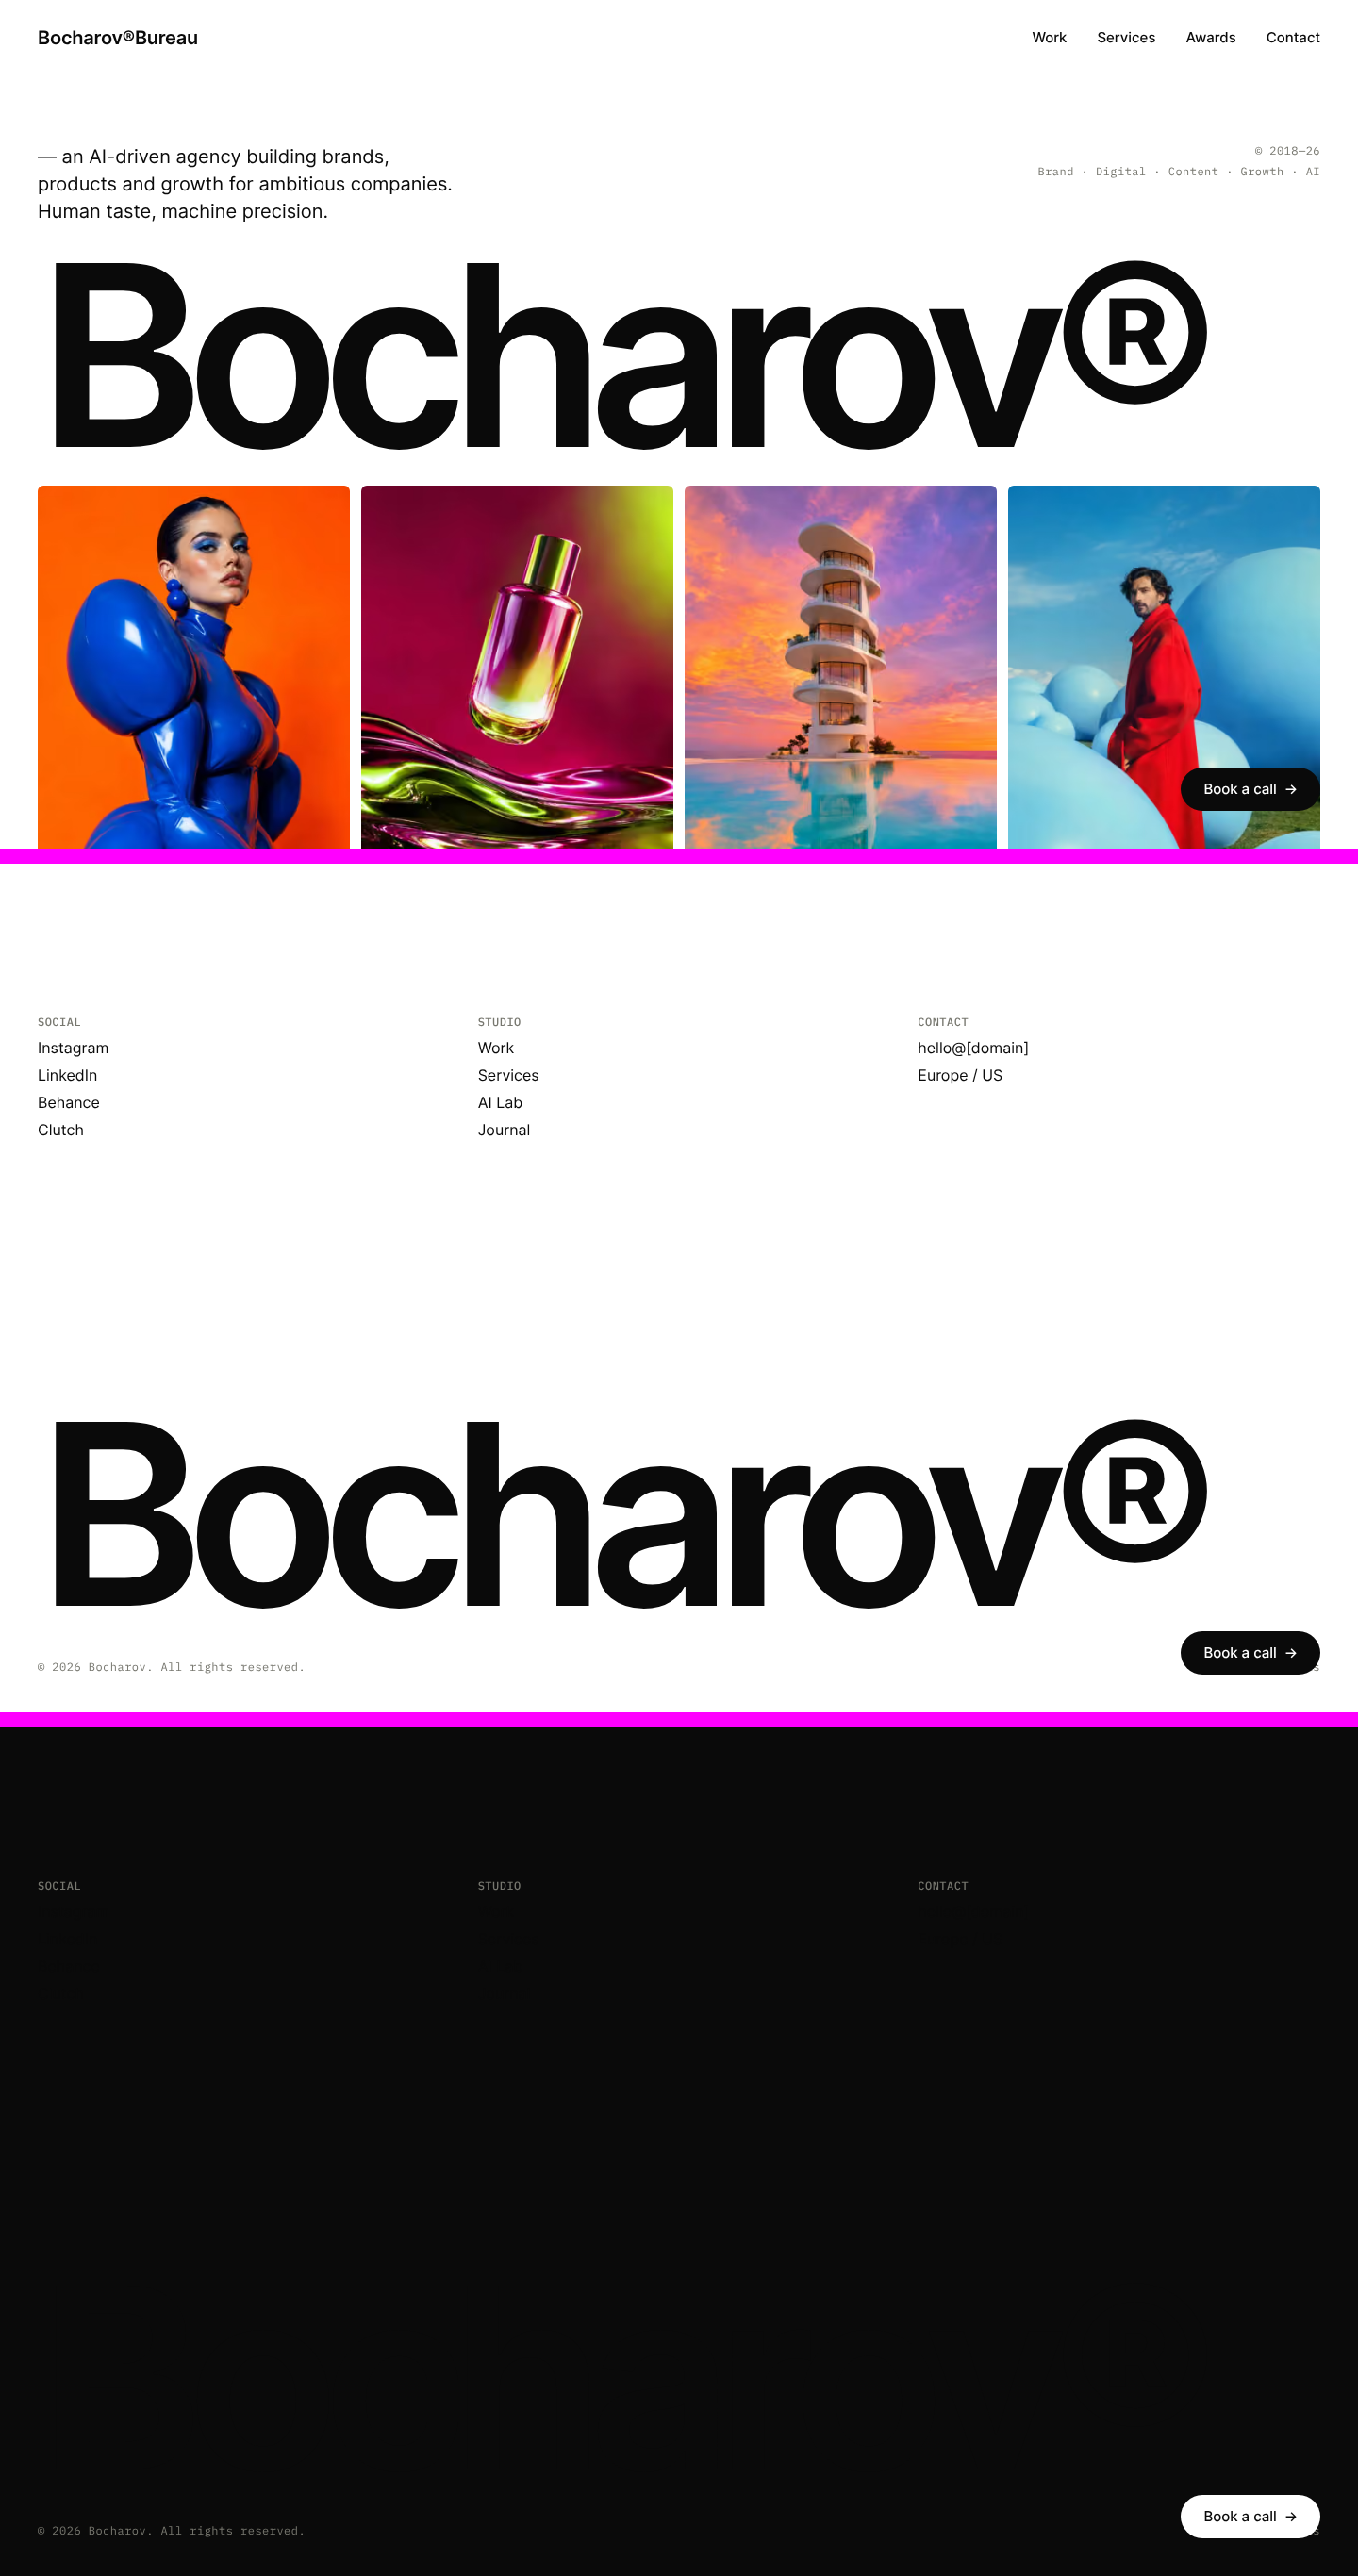 Bocharov®Bureau
Work Services Awards Contact
— an AI-driven agency building brands,
products and growth for ambitious companies.
Human taste, machine precision.
© 2018—26
Brand · Digital · Content · Growth · AI
Bocharov®
Book a call →
SOCIAL
Instagram
LinkedIn
Behance
Clutch
STUDIO
Work
Services
AI Lab
Journal
CONTACT
hello@[domain]
Europe / US
Bocharov®
© 2026 Bocharov. All rights reserved.
Book a call →
SOCIAL
STUDIO
CONTACT
© 2026 Bocharov. All rights reserved.
Book a call →